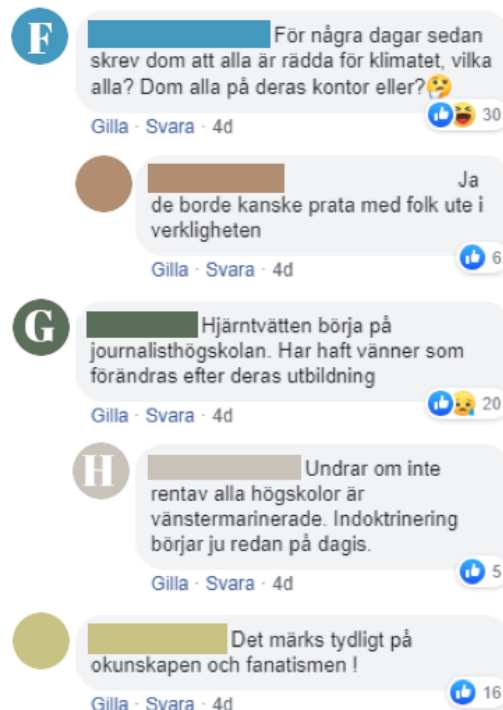 F
För några dagar sedan
skrev dom att alla är rädda för klimatet, vilka
alla? Dom alla på deras kontor eller?🤔
30
Gilla · Svara · 4d
Ja
de borde kanske prata med folk ute i
verkligheten
6
Gilla · Svara · 4d
G
Hjärntvätten börja på
journalisthögskolan. Har haft vänner som
förändras efter deras utbildning
20
Gilla · Svara · 4d
H
Undrar om inte
rentav alla högskolor är
vänstermarinerade. Indoktrinering
börjar ju redan på dagis.
5
Gilla · Svara · 4d
Det märks tydligt på
okunskapen och fanatismen !
16
Gilla · Svara · 4d